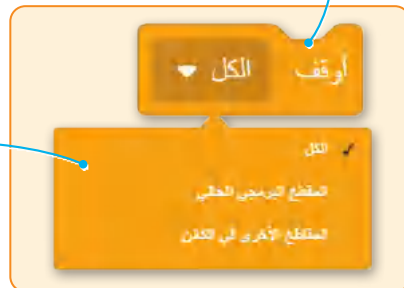 أوقف الكل
الكل
المقطع البرمجي الحالي
المقاطع الأخرى في الكائن